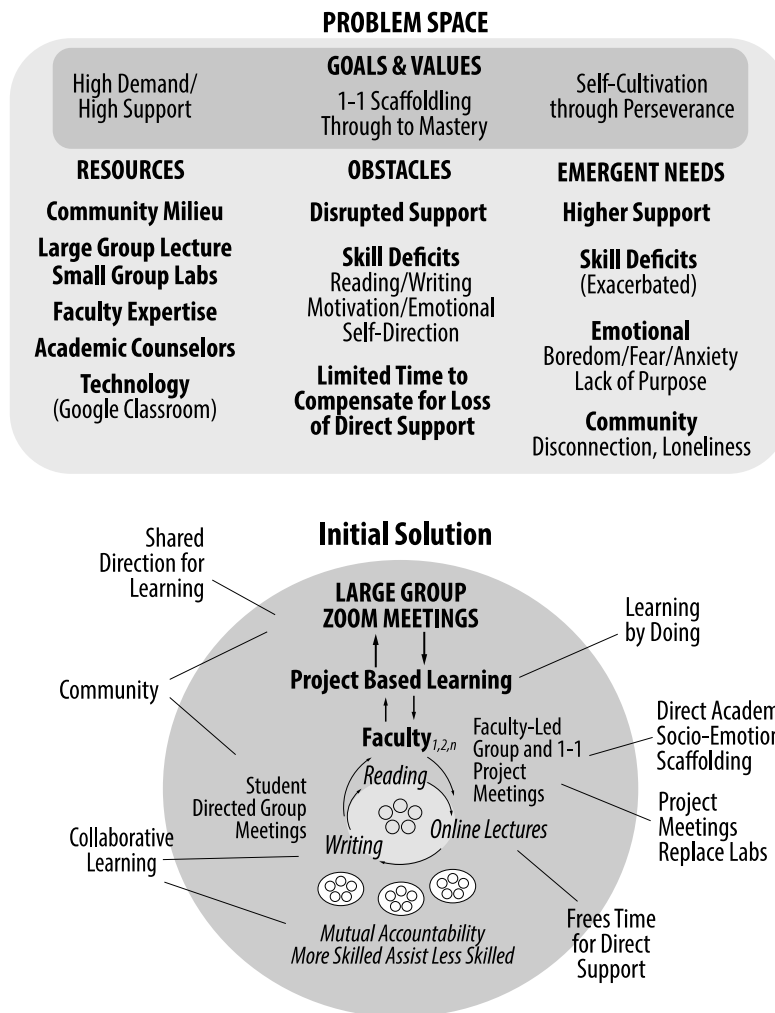 PROBLEM SPACE
GOALS & VALUES
High Demand/
High Support
1-1 Scaffoldling
Through to Mastery
Self-Cultivation
through Perseverance
RESOURCES
Community Milieu
Large Group Lecture
Small Group Labs
Faculty Expertise
Academic Counselors
Technology
(Google Classroom)
OBSTACLES
Disrupted Support
Skill Deficits
Reading/Writing
Motivation/Emotional
Self-Direction
Limited Time to
Compensate for Loss
of Direct Support
EMERGENT NEEDS
Higher Support
Skill Deficits
(Exacerbated)
Emotional
Boredom/Fear/Anxiety
Lack of Purpose
Community
Disconnection, Loneliness
Initial Solution
Shared
Direction for
Learning
LARGE GROUP
ZOOM MEETINGS
Learning
by Doing
Project Based Learning
Community
Faculty1,2,n
Faculty-Led
Group and 1-1
Project
Meetings
Direct Academ
Socio-Emotion
Scaffolding
Reading
Student
Directed Group
Meetings
Online Lectures
Writing
Project
Meetings
Replace Labs
Collaborative
Learning
Mutual Accountability
More Skilled Assist Less Skilled
Frees Time
for Direct
Support